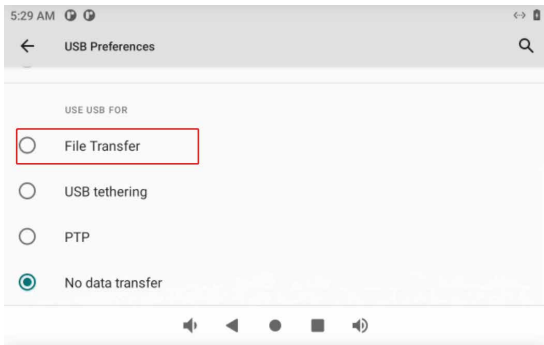 5:29 AM
USB Preferences
USE USB FOR
File Transfer
USB tethering
PTP
No data transfer